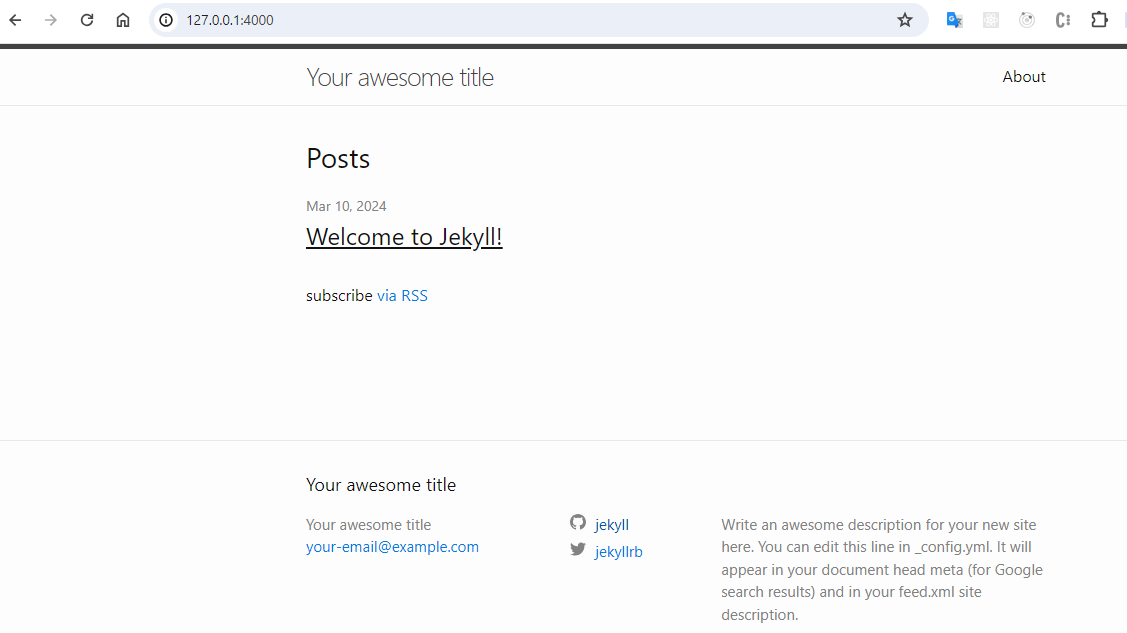 127.0.0.1:4000
Your awesome title
About
Posts
Mar 10, 2024
Welcome to Jekyll!
subscribe via RSS
Your awesome title
Your awesome title
your-email@example.com
jekyll
jekyllrb
Write an awesome description for your new site
here. You can edit this line in _config.yml. It will
appear in your document head meta (for Google
search results) and in your feed.xml site
description.